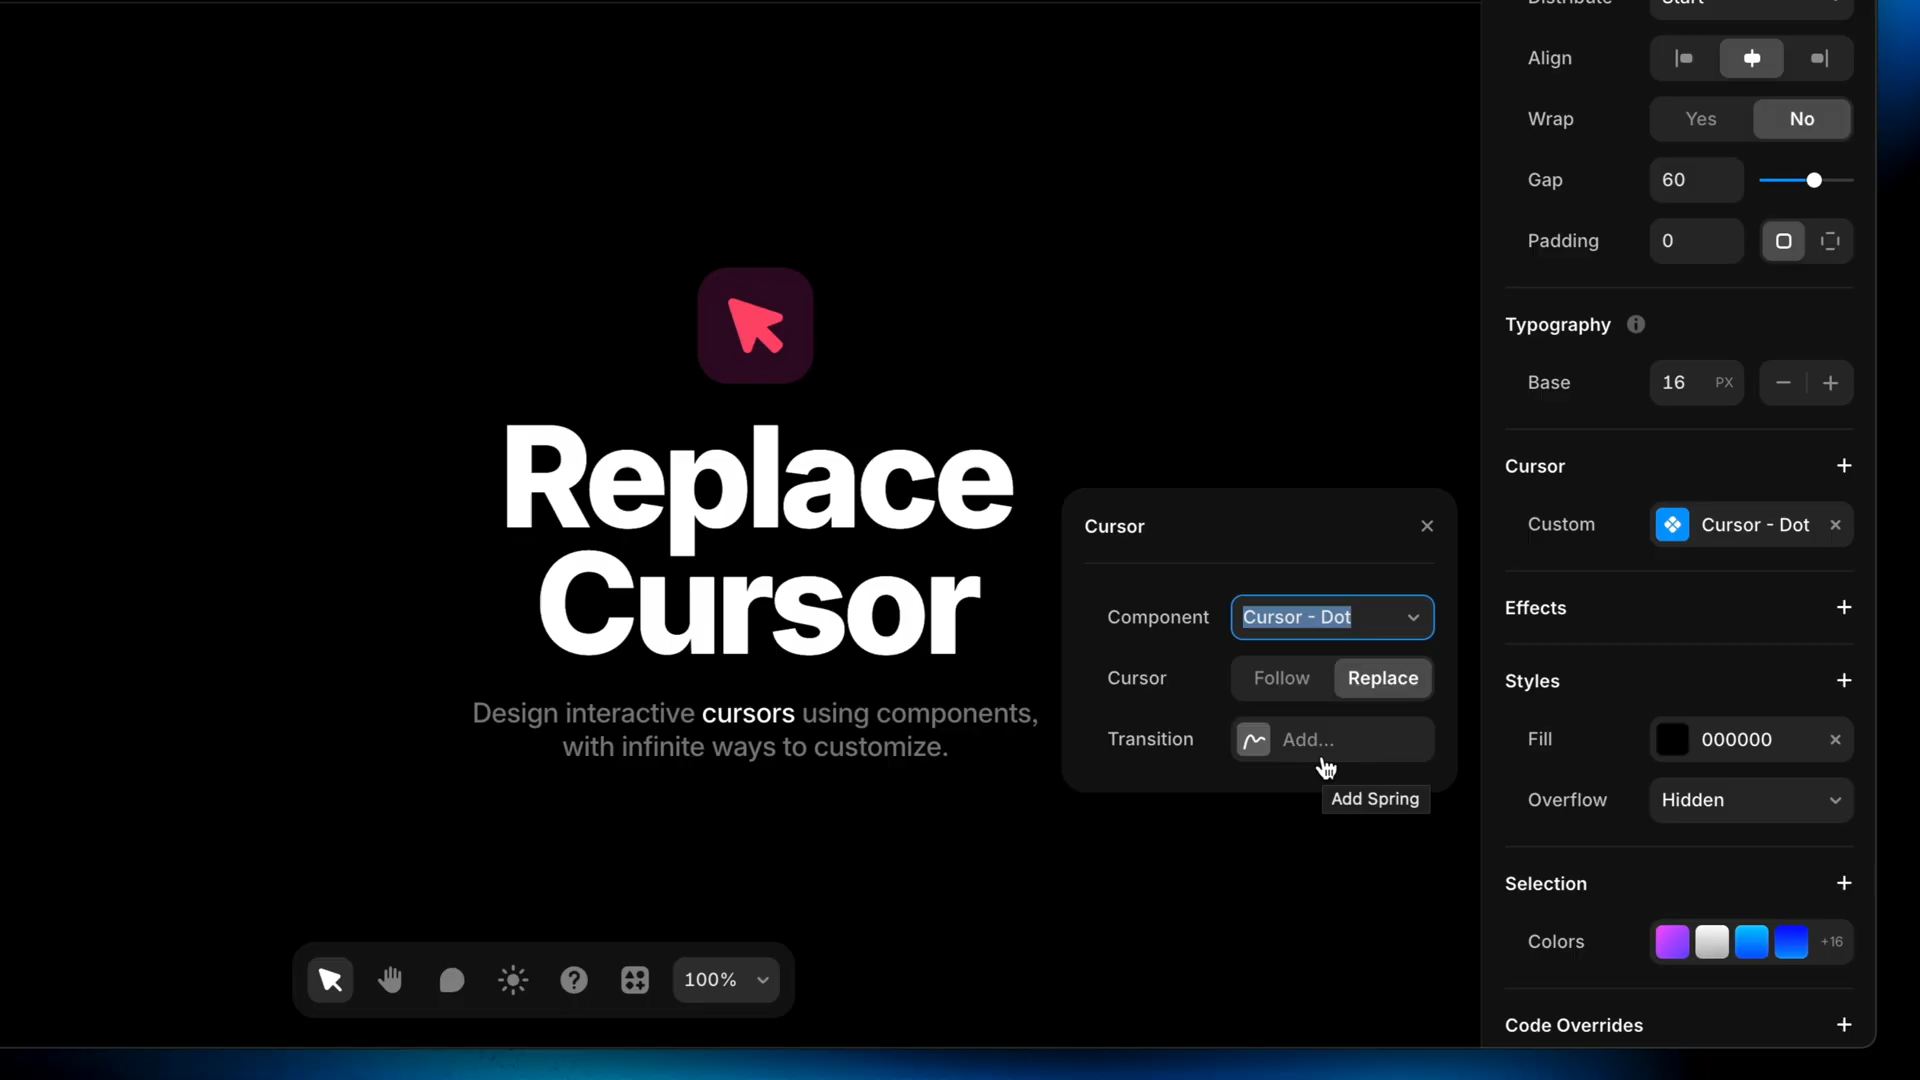 Distribute Start
Align
Wrap Yes No
Gap 60
Padding 0
Typography
Base 16 PX
Cursor
Custom Cursor - Dot
Effects
Styles
Fill 000000
Overflow Hidden
Selection
Colors +16
Code Overrides
Replace
Cursor
Design interactive cursors using components,
with infinite ways to customize.
Cursor
Component Cursor - Dot
Cursor Follow Replace
Transition Add...
Add Spring
100%